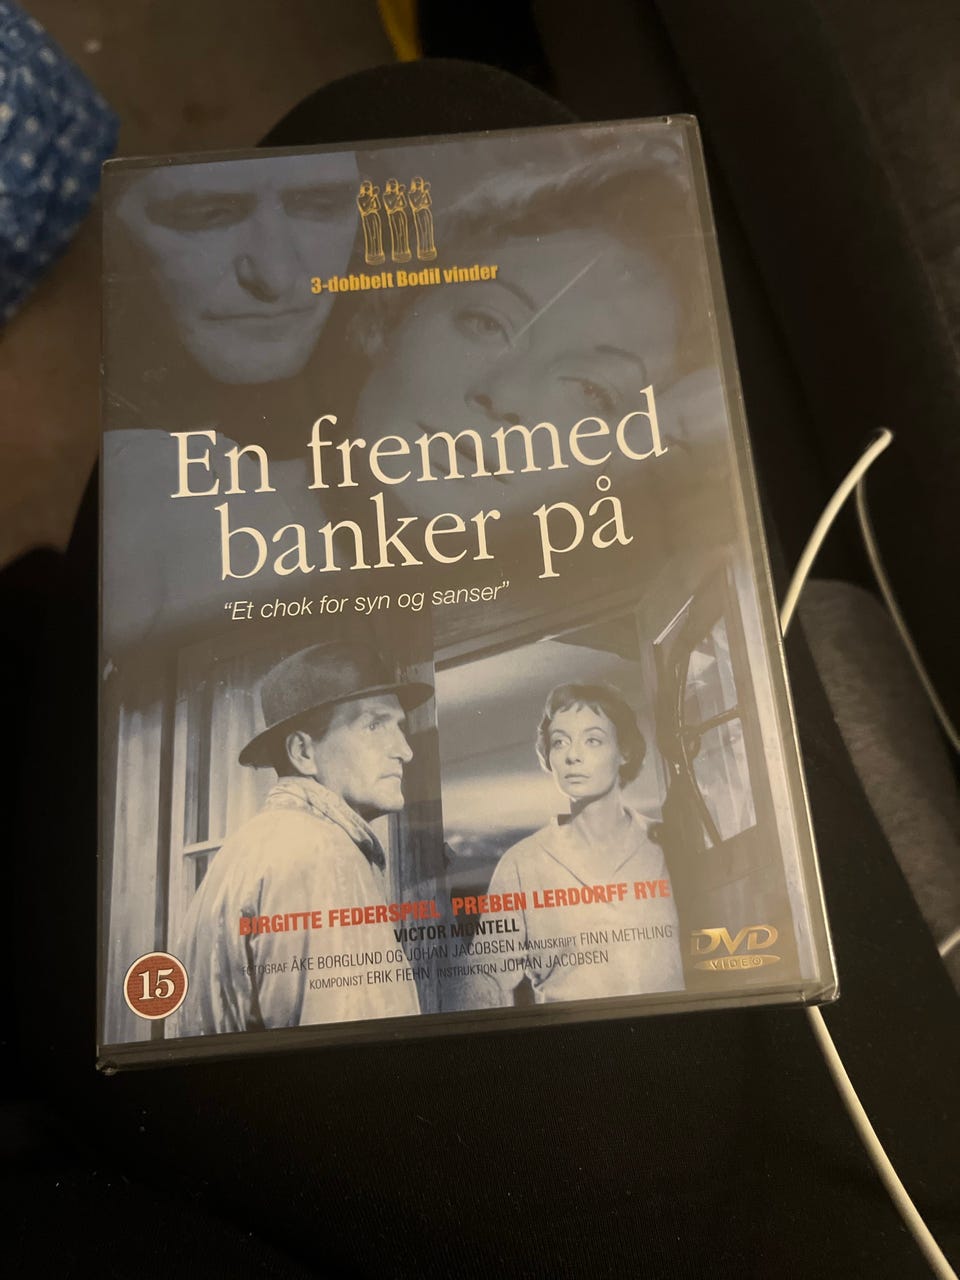 3-dobbelt Bodil vinder
En fremmed
banker på
"Et chok for syn og sanser"
BIRGITTE FEDERSPIEL PREBEN LERDORFF RYE
VICTOR MONTELL
FOTOGRAF ÅKE BORGLUND OG JOHAN JACOBSEN MANUSKRIPT FINN METHLING
KOMPONIST ERIK FIEHN INSTRUKTION JOHAN JACOBSEN
15
DVD
VIDEO